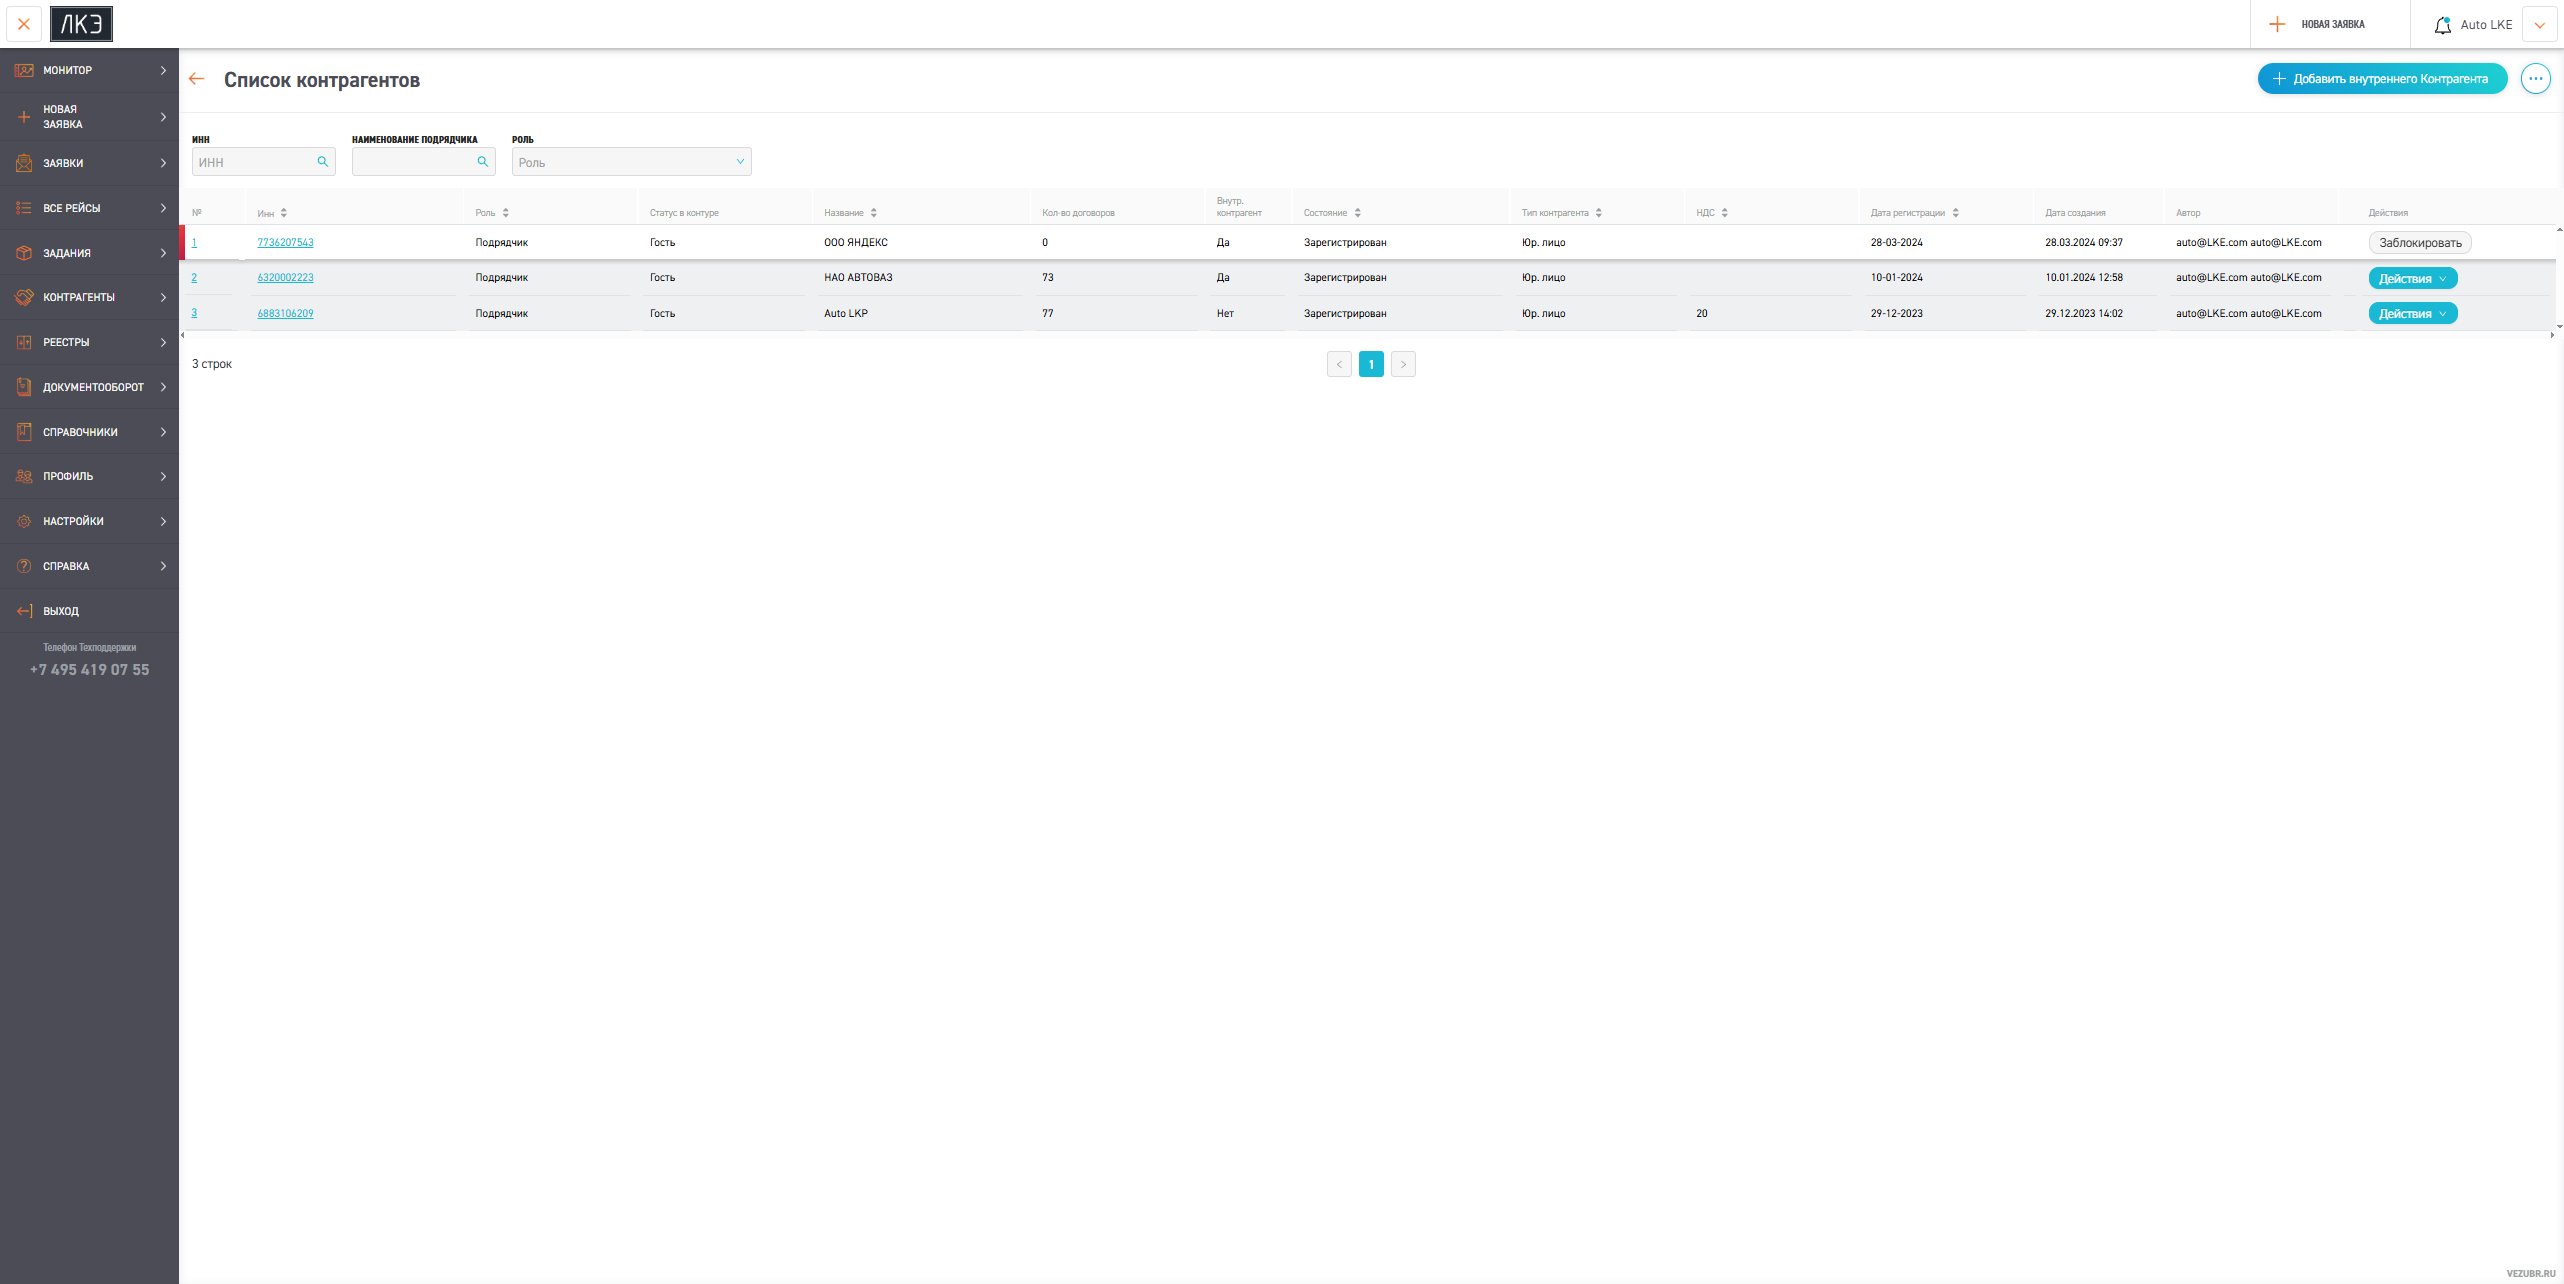 ЛКЭ
НОВАЯ ЗАЯВКА
Auto LKE
МОНИТОР
НОВАЯ
ЗАЯВКА
ЗАЯВКИ
ВСЕ РЕЙСЫ
ЗАДАНИЯ
КОНТРАГЕНТЫ
РЕЕСТРЫ
ДОКУМЕНТООБОРОТ
СПРАВОЧНИКИ
ПРОФИЛЬ
НАСТРОЙКИ
СПРАВКА
ВЫХОД
Телефон Техподдержки
+7 495 419 07 55
Список контрагентов
Добавить внутреннего Контрагента
ИНН НАИМЕНОВАНИЕ ПОДРЯДЧИКА РОЛЬ
ИНН Роль
№ Инн Роль Статус в контуре Название Кол-во договоров Внутр. контрагент Состояние Тип контрагента НДС Дата регистрации Дата создания Автор Действия
1 7736207543 Подрядчик Гость ООО ЯНДЕКС 0 Да Зарегистрирован Юр. лицо 28-03-2024 28.03.2024 09:37 auto@LKE.com auto@LKE.com Заблокировать
2 6320002223 Подрядчик Гость НАО АВТОВАЗ 73 Да Зарегистрирован Юр. лицо 10-01-2024 10.01.2024 12:58 auto@LKE.com auto@LKE.com Действия
3 6883106209 Подрядчик Гость Auto LKP 77 Нет Зарегистрирован Юр. лицо 20 29-12-2023 29.12.2023 14:02 auto@LKE.com auto@LKE.com Действия
3 строк
< 1 >
VEZUBR.RU